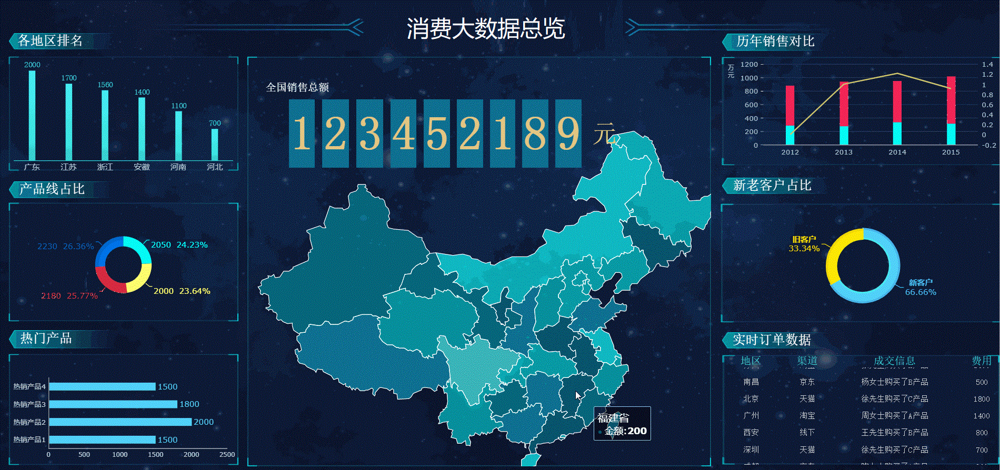 消费大数据总览
各地区排名
2000
1700
1560
1400
1100
700
广东 江苏 浙江 安徽 河南 河北
产品线占比
2230 26.36%
2050 24.23%
2180 25.77%
2000 23.64%
热门产品
热销产品4 1500
热销产品3 1800
热销产品2 2000
热销产品1 1500
0 500 1000 1500 2000 2500
全国销售总额
123452189 元
福建省
金额:200
历年销售对比
万元
1200
1000
800
600
400
200
0
1.4
1.2
1
0.8
0.6
0.4
0.2
0
-0.2
2012 2013 2014 2015
新老客户占比
旧客户
33.34%
新客户
66.66%
实时订单数据
地区 渠道 成交信息 费用
南昌 京东 杨女士购买了B产品 500
北京 天猫 徐先生购买了C产品 1800
广州 淘宝 周女士购买了A产品 1400
西安 线下 王先生购买了B产品 800
深圳 天猫 徐先生购买了C产品 700